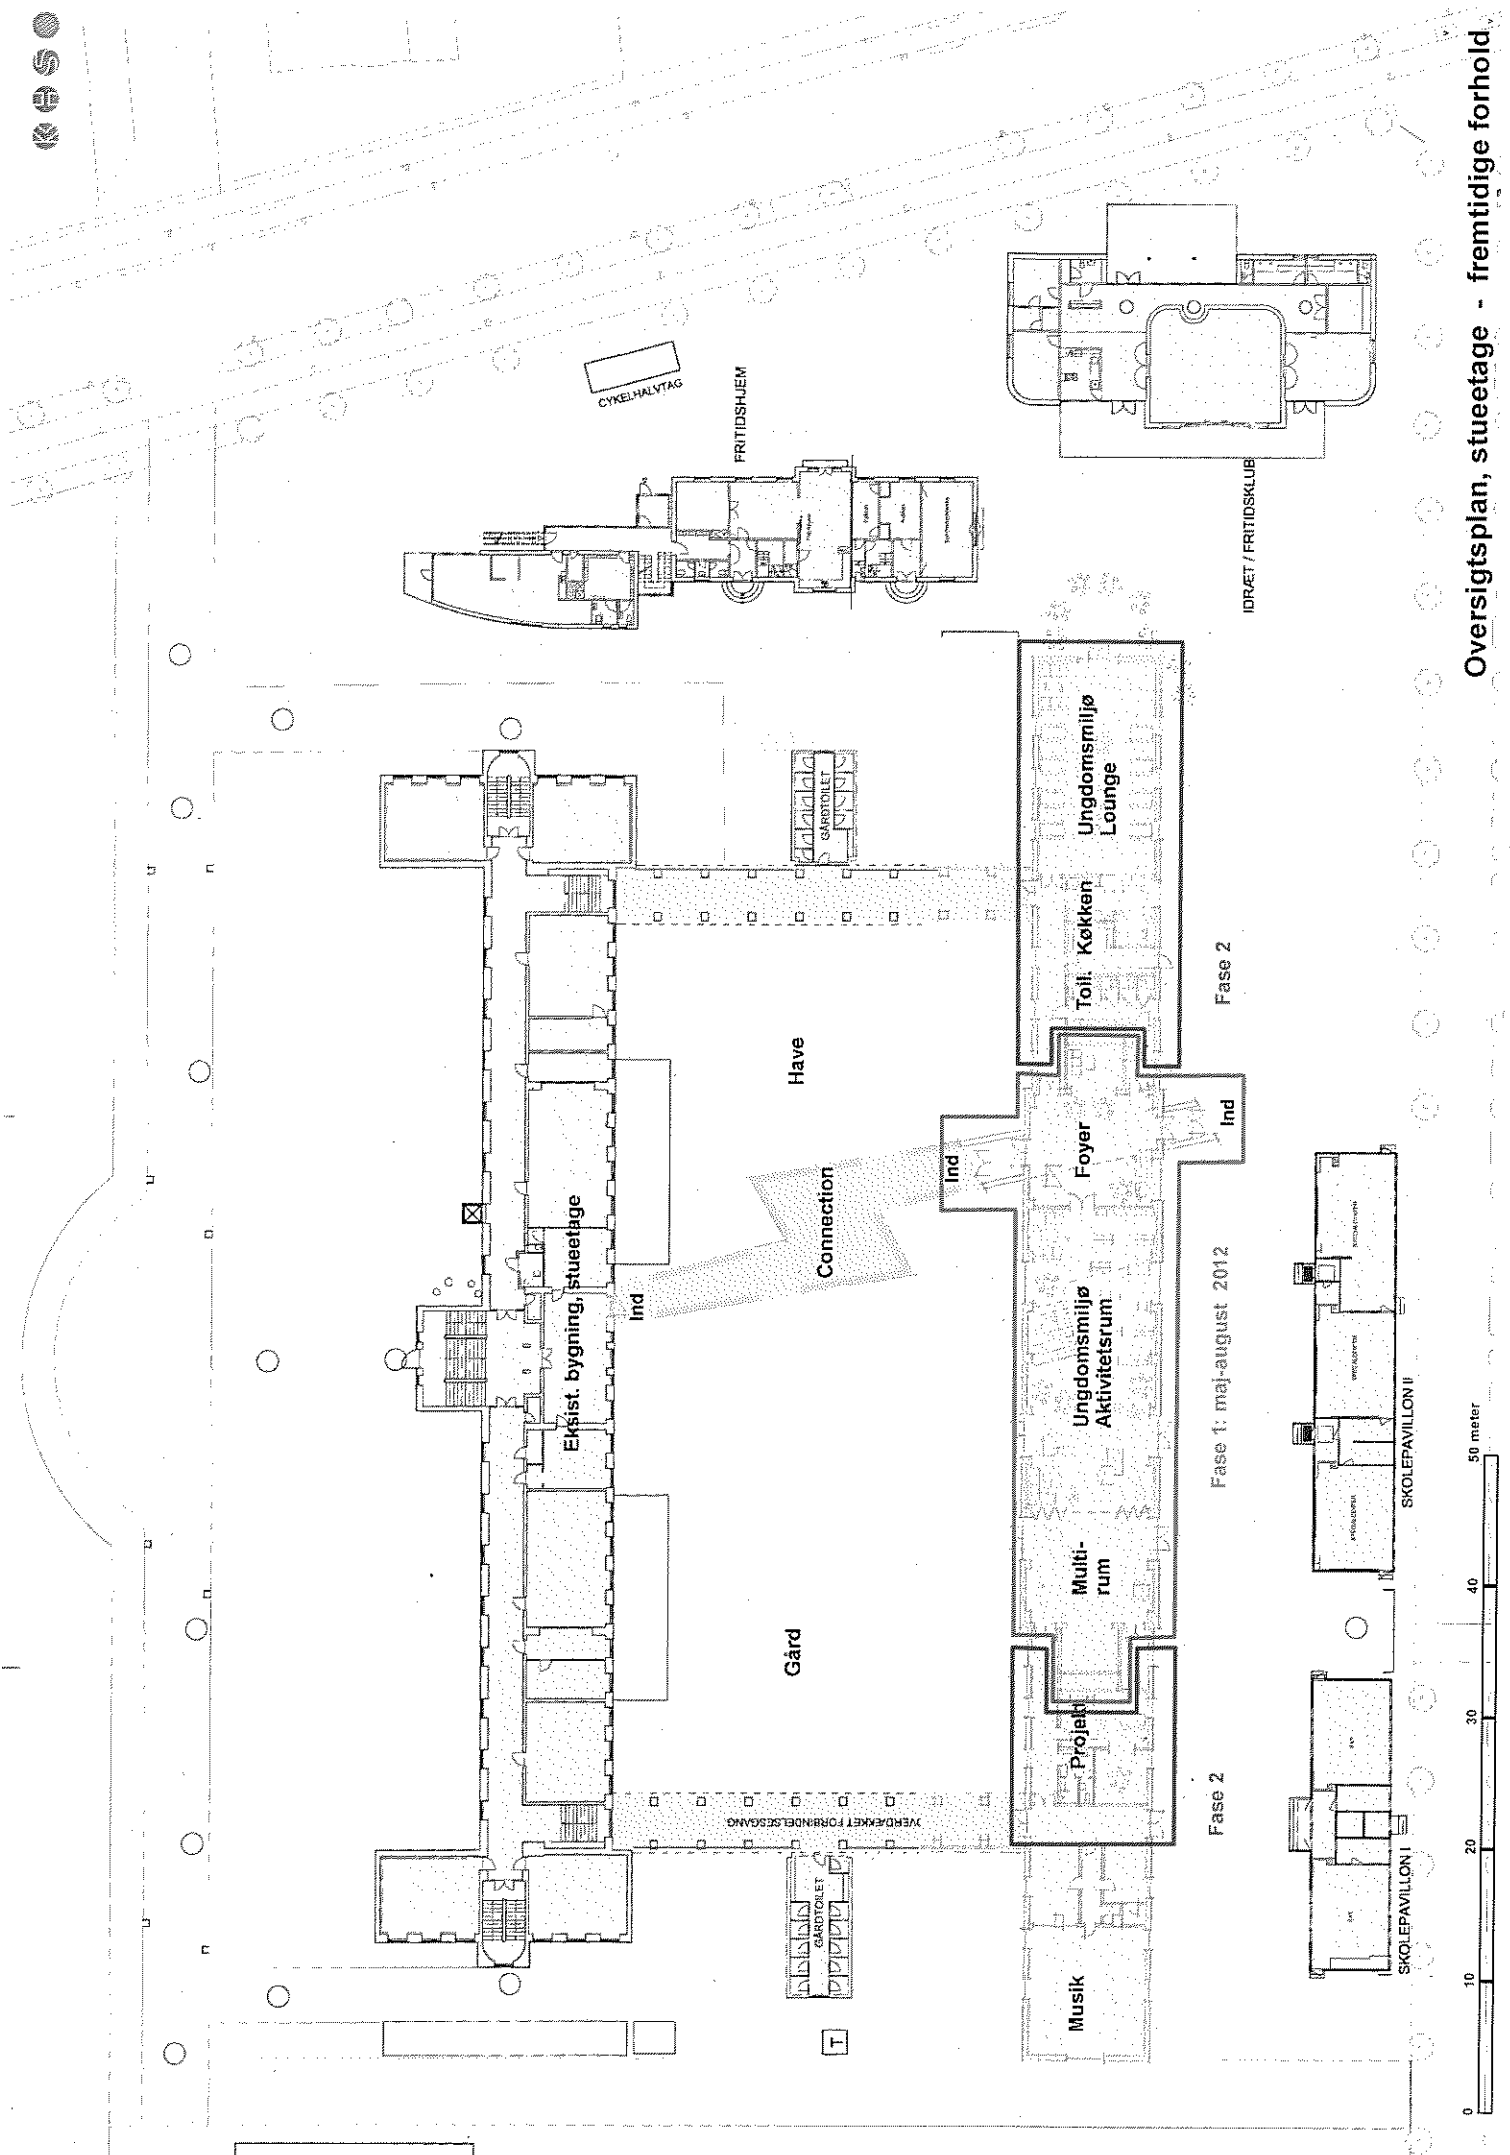 KHSO
CYKELHALVTAG
FRITIDSHJEM
IDRÆT / FRITIDSKLUB
Eksist. bygning, stueetage
Ind
GÅRDTOILET
Have
Connection
Gård
OVERDÆKKET FORBINDELSESGANG
GÅRDTOILET
T
Ungdomsmiljø
Lounge
Køkken
Toil.
Ind
Foyer
Ind
Ungdomsmiljø
Aktivitetsrum
Multi-
rum
Projekt
Musik
Fase 2
Fase 1: maj-august 2012
Fase 2
SKOLEPAVILLON II
SKOLEPAVILLON I
0 10 20 30 40 50 meter
Oversigtsplan, stueetage - fremtidige forhold